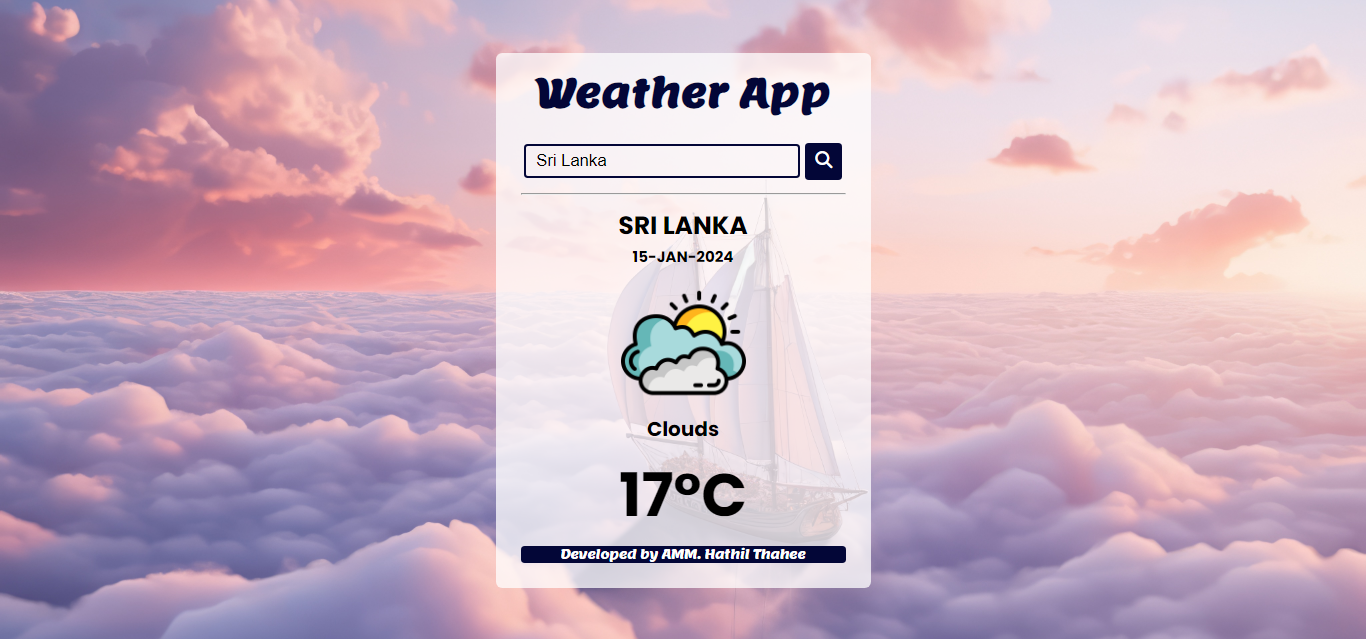 Weather App
Sri Lanka
SRI LANKA
15-JAN-2024
Clouds
17°C
Developed by AMM. Hathil Thahee